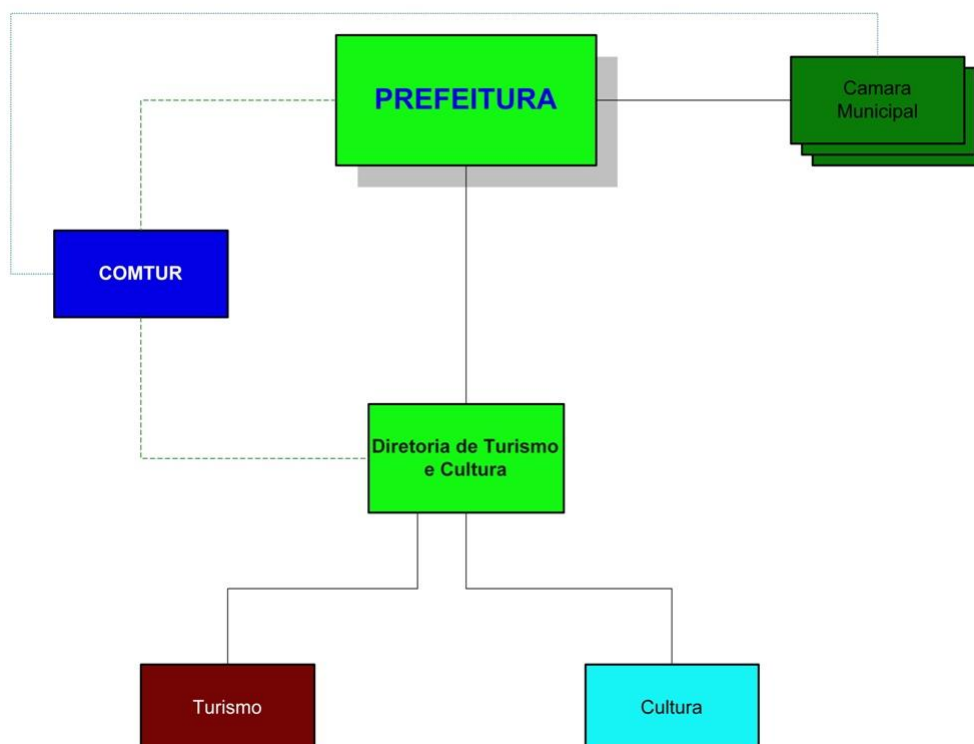 PREFEITURA
Camara
Municipal
COMTUR
Diretoria de Turismo
e Cultura
Turismo
Cultura